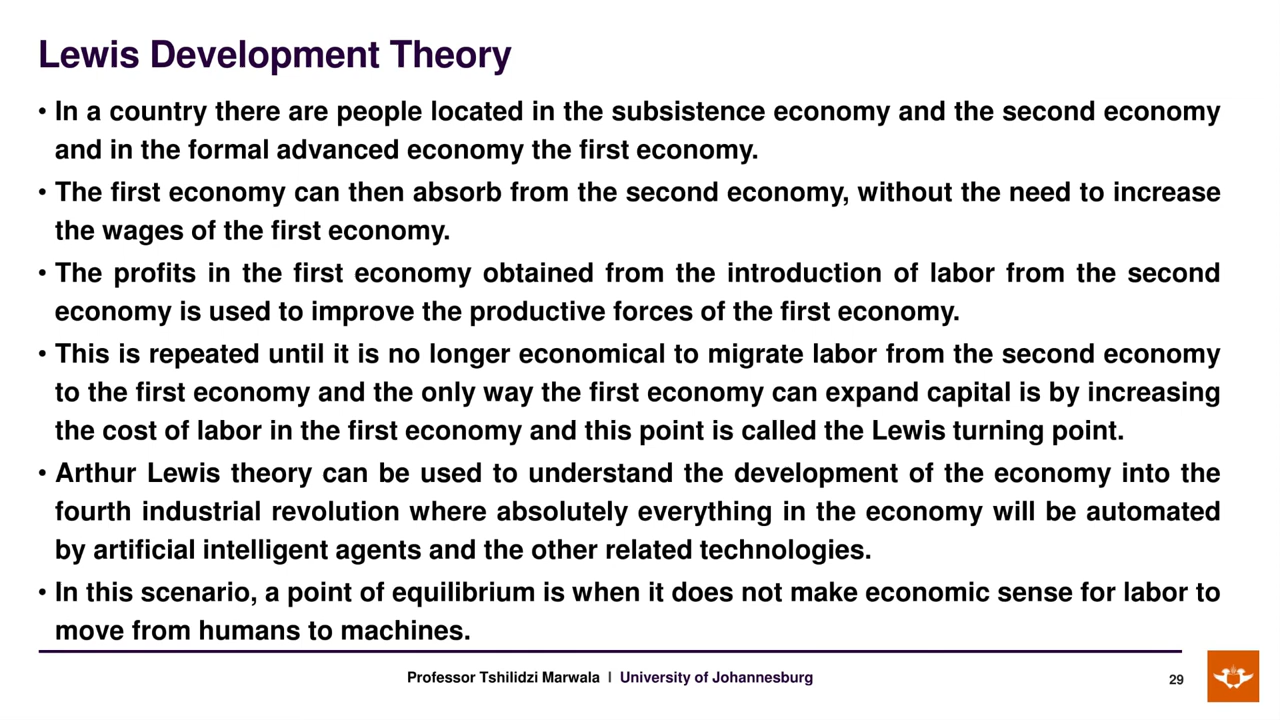 Lewis Development Theory
• In a country there are people located in the subsistence economy and the second economy
and in the formal advanced economy the first economy.
• The first economy can then absorb from the second economy, without the need to increase
the wages of the first economy.
• The profits in the first economy obtained from the introduction of labor from the second
economy is used to improve the productive forces of the first economy.
• This is repeated until it is no longer economical to migrate labor from the second economy
to the first economy and the only way the first economy can expand capital is by increasing
the cost of labor in the first economy and this point is called the Lewis turning point.
• Arthur Lewis theory can be used to understand the development of the economy into the
fourth industrial revolution where absolutely everything in the economy will be automated
by artificial intelligent agents and the other related technologies.
• In this scenario, a point of equilibrium is when it does not make economic sense for labor to
move from humans to machines.
Professor Tshilidzi Marwala | University of Johannesburg
29